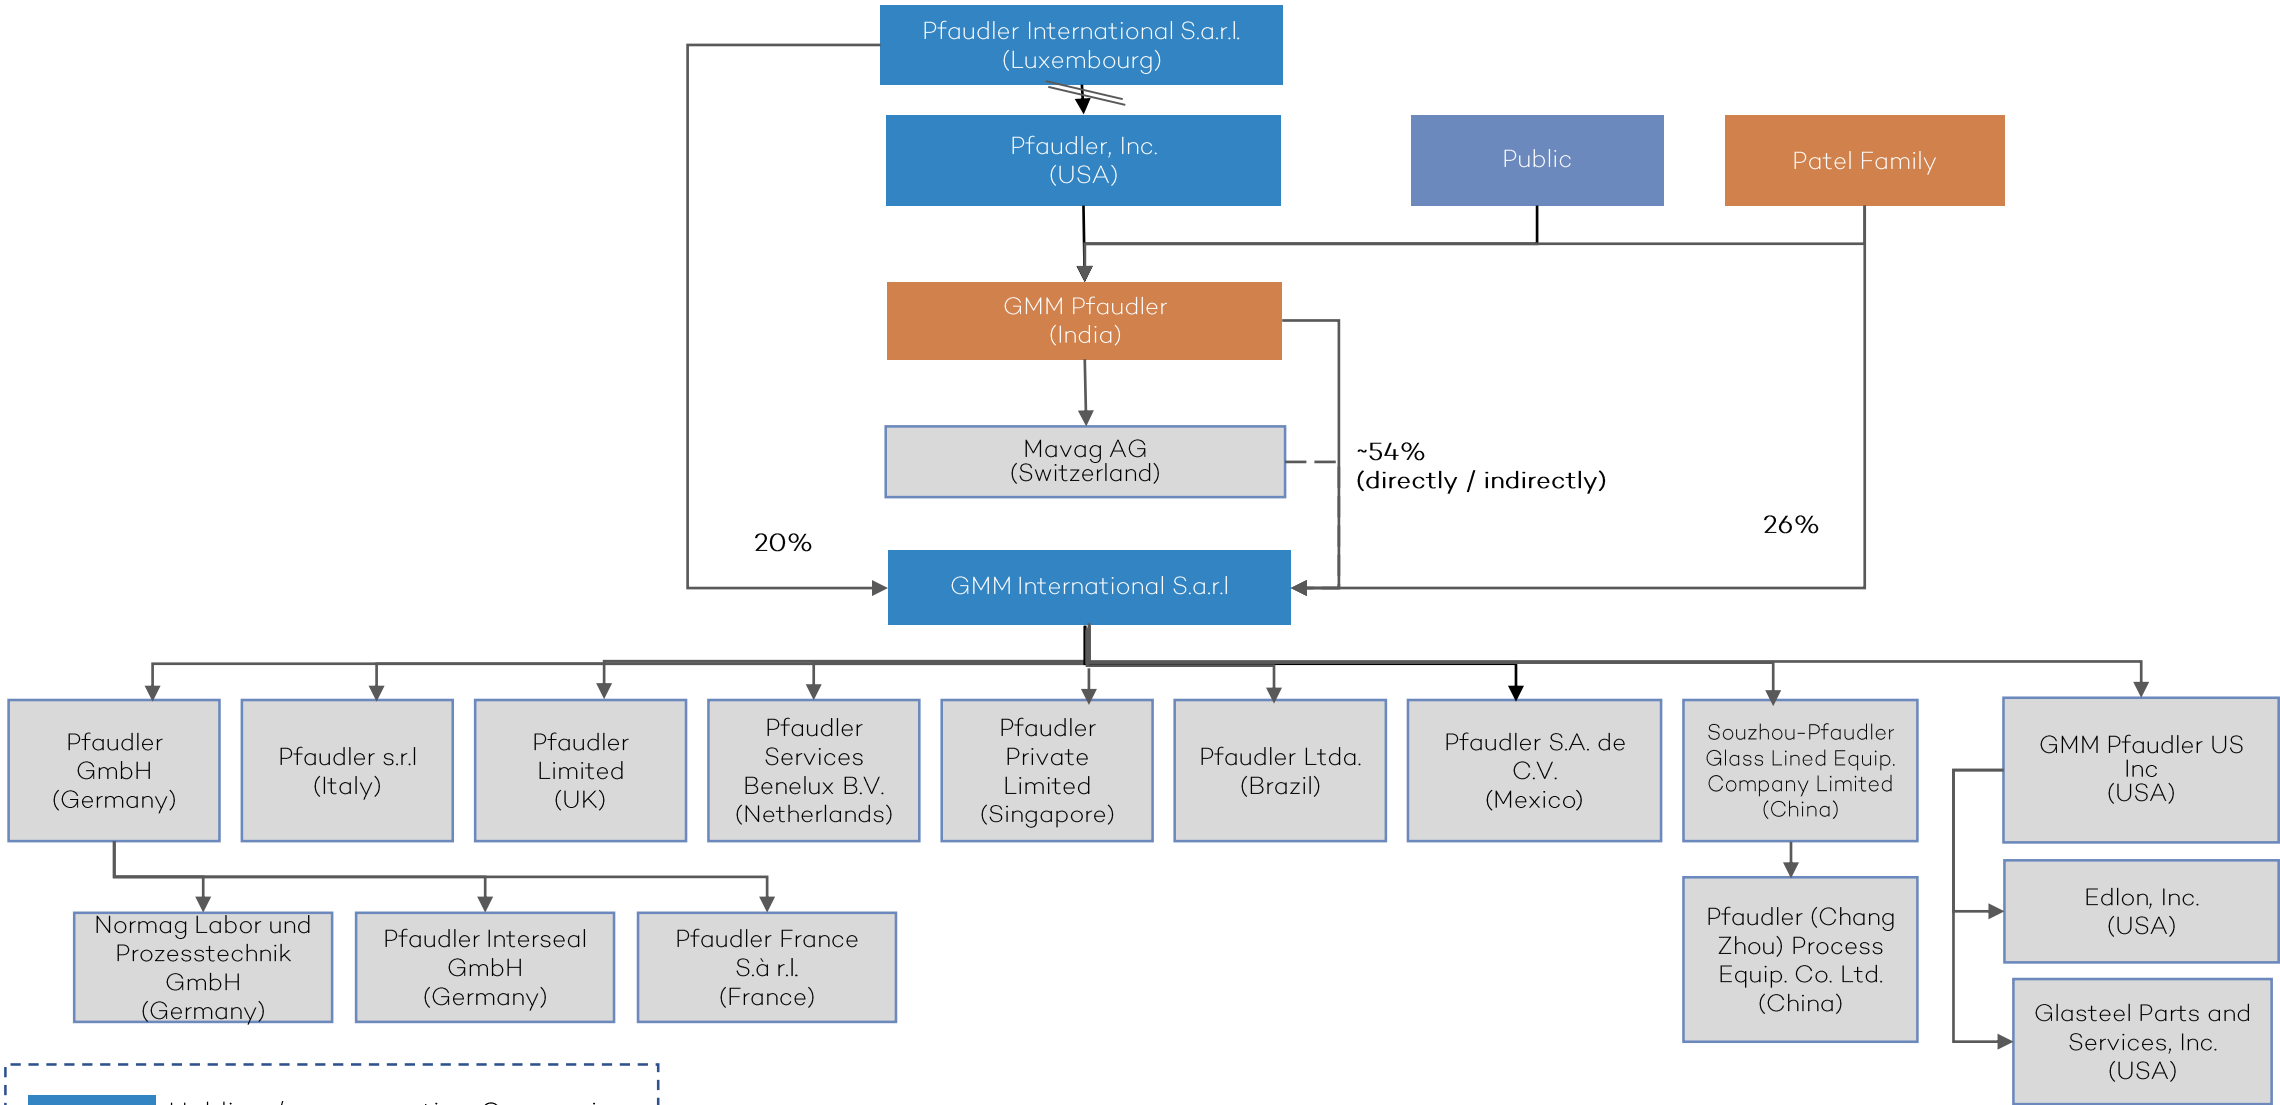 Pfaudler International S.a.r.l.
(Luxembourg)
Pfaudler, Inc.
(USA)
Public
Patel Family
GMM Pfaudler
(India)
Mavag AG
(Switzerland)
~54%
(directly / indirectly)
26%
20%
GMM International S.a.r.l
Pfaudler
GmbH
(Germany)
Pfaudler s.r.l
(Italy)
Pfaudler
Limited
(UK)
Pfaudler
Services
Benelux B.V.
(Netherlands)
Pfaudler
Private
Limited
(Singapore)
Pfaudler Ltda.
(Brazil)
Pfaudler S.A. de
C.V.
(Mexico)
Souzhou-Pfaudler
Glass Lined Equip.
Company Limited
(China)
GMM Pfaudler US
Inc
(USA)
Normag Labor und
Prozesstechnik
GmbH
(Germany)
Pfaudler Interseal
GmbH
(Germany)
Pfaudler France
S.à r.l.
(France)
Pfaudler (Chang
Zhou) Process
Equip. Co. Ltd.
(China)
Edlon, Inc.
(USA)
Glasteel Parts and
Services, Inc.
(USA)